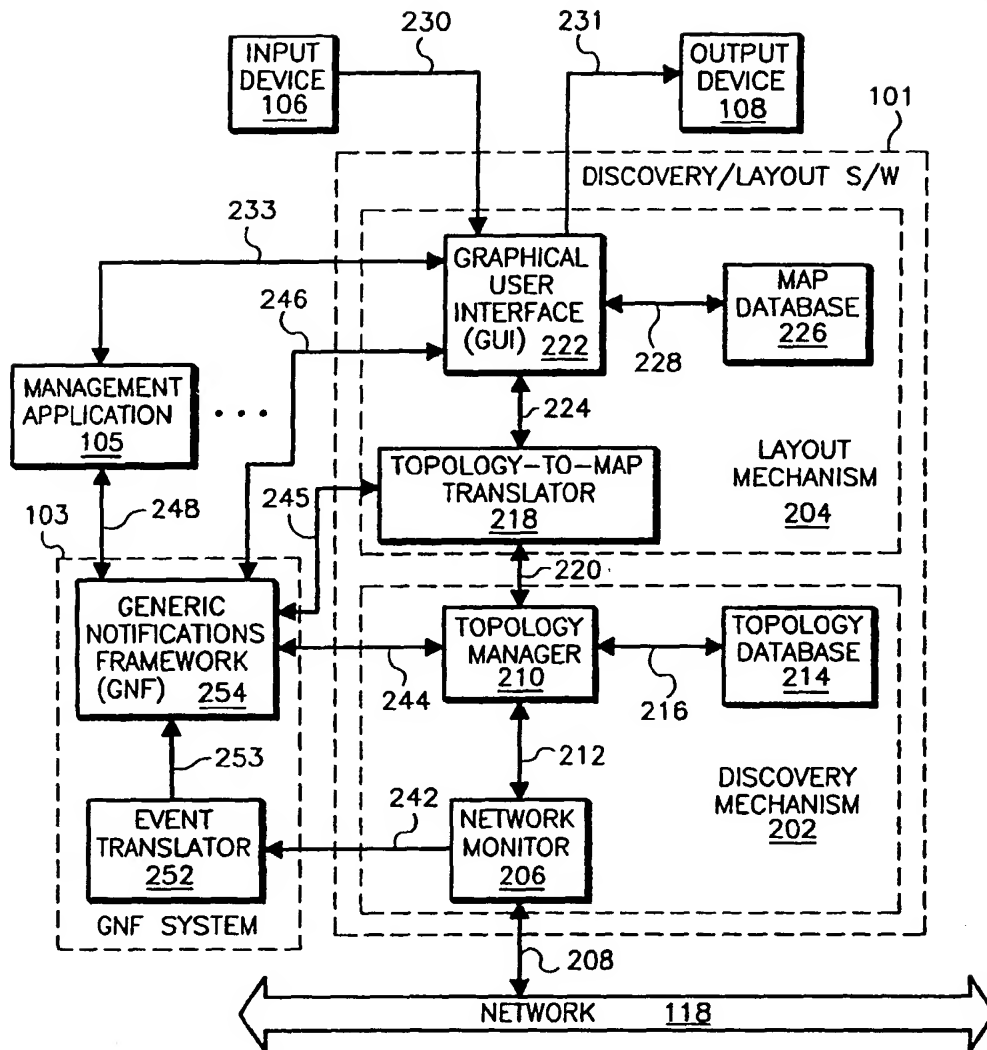 230
231
INPUT
DEVICE
106
OUTPUT
DEVICE
108
101
DISCOVERY/LAYOUT S/W
233
GRAPHICAL
USER
INTERFACE
(GUI) 222
MAP
DATABASE
226
228
246
MANAGEMENT
APPLICATION
105
. . .
224
LAYOUT
MECHANISM
204
TOPOLOGY-TO-MAP
TRANSLATOR
218
248
245
103
220
GENERIC
NOTIFICATIONS
FRAMEWORK
(GNF) 254
TOPOLOGY
MANAGER
210
TOPOLOGY
DATABASE
214
244
216
253
212
DISCOVERY
MECHANISM
202
242
EVENT
TRANSLATOR
252
NETWORK
MONITOR
206
GNF SYSTEM
208
NETWORK 118